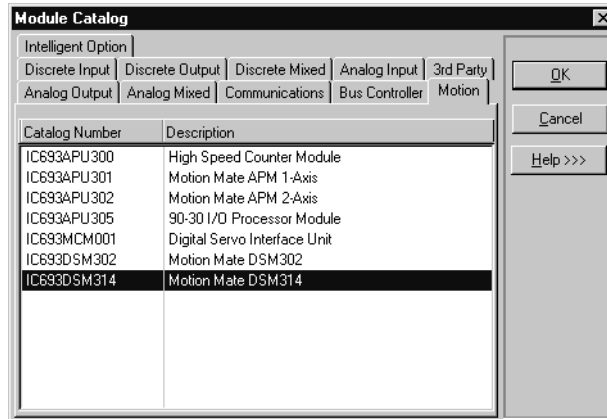 Module Catalog
Intelligent Option
Discrete Input Discrete Output Discrete Mixed Analog Input 3rd Party
Analog Output Analog Mixed Communications Bus Controller Motion
Catalog Number Description
IC693APU300 High Speed Counter Module
IC693APU301 Motion Mate APM 1-Axis
IC693APU302 Motion Mate APM 2-Axis
IC693APU305 90-30 I/O Processor Module
IC693MCM001 Digital Servo Interface Unit
IC693DSM302 Motion Mate DSM302
IC693DSM314 Motion Mate DSM314
OK
Cancel
Help >>>